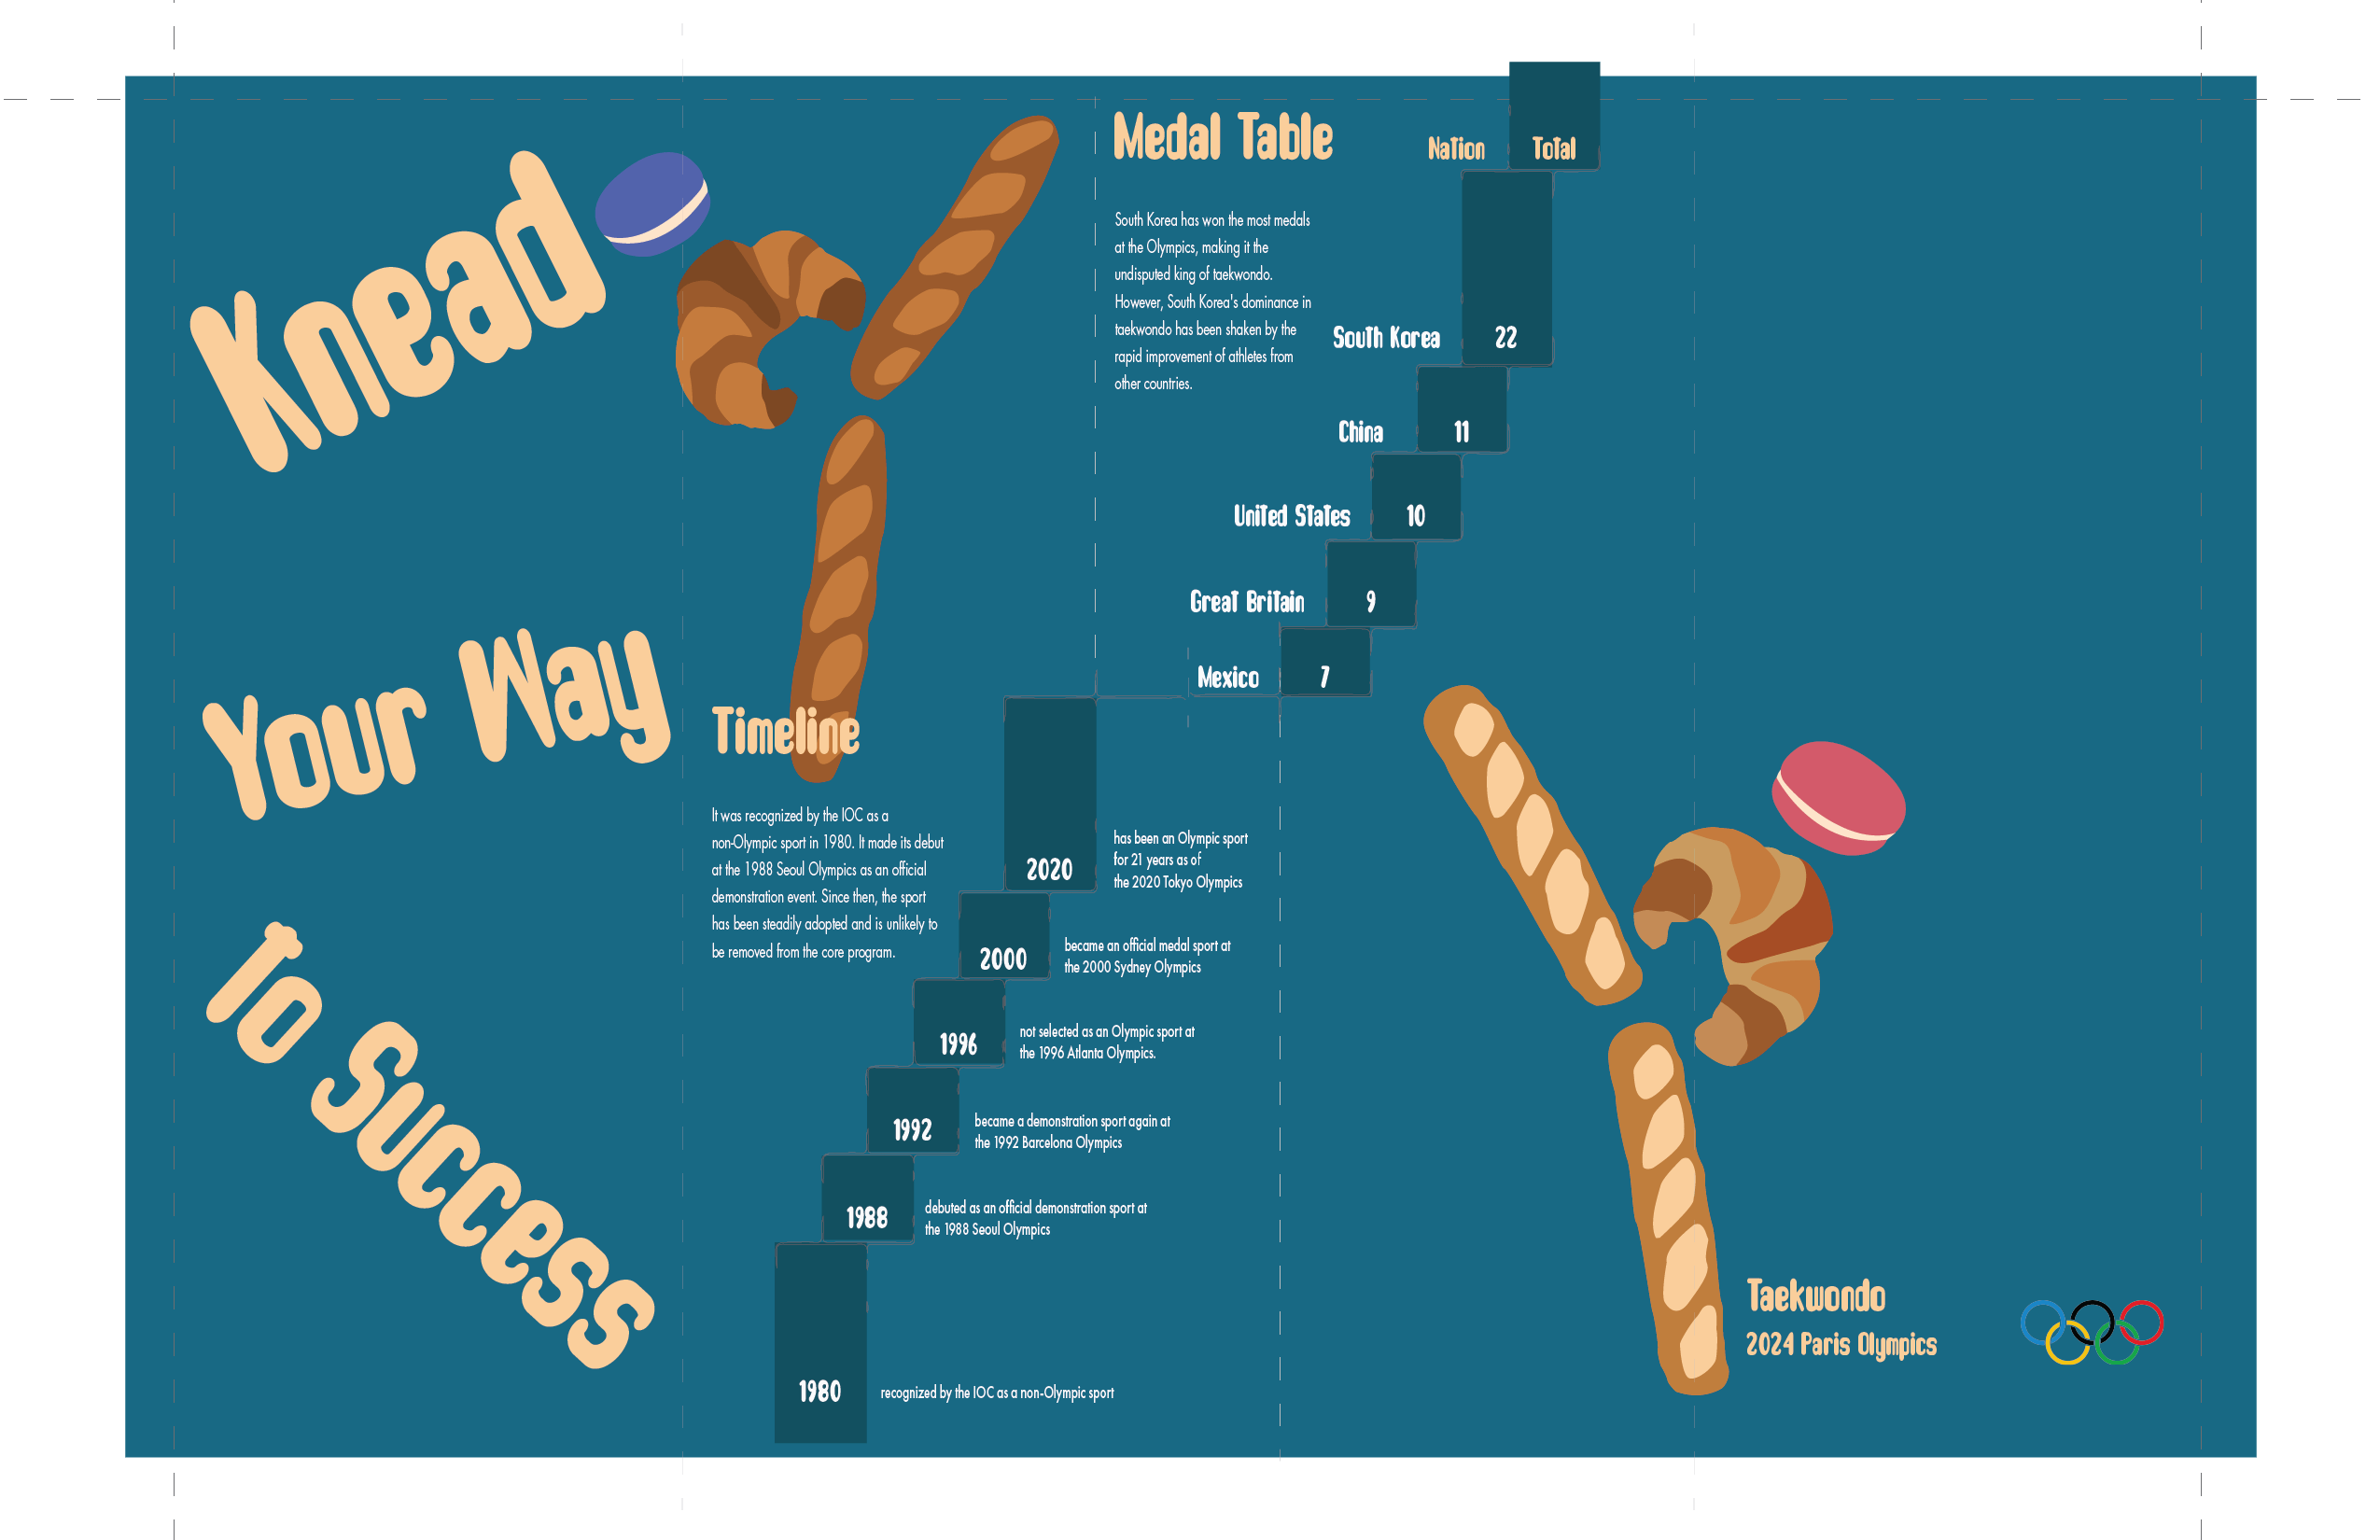 Knead
Your Way
To Success
Timeline
It was recognized by the IOC as a
non-Olympic sport in 1980. It made its debut
at the 1988 Seoul Olympics as an official
demonstration event. Since then, the sport
has been steadily adopted and is unlikely to
be removed from the core program.
2020
has been an Olympic sport
for 21 years as of
the 2020 Tokyo Olympics
2000
became an official medal sport at
the 2000 Sydney Olympics
1996
not selected as an Olympic sport at
the 1996 Atlanta Olympics.
1992
became a demonstration sport again at
the 1992 Barcelona Olympics
1988
debuted as an official demonstration sport at
the 1988 Seoul Olympics
1980
recognized by the IOC as a non-Olympic sport
Medal Table
South Korea has won the most medals
at the Olympics, making it the
undisputed king of taekwondo.
However, South Korea's dominance in
taekwondo has been shaken by the
rapid improvement of athletes from
other countries.
Nation Total
South Korea 22
China 11
United States 10
Great Britain 9
Mexico 7
Taekwondo
2024 Paris Olympics